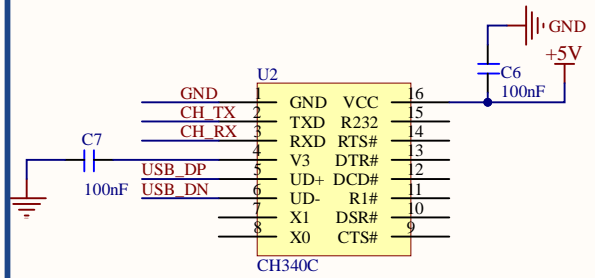 GND
+5V
C6
100nF
U2
GND 1 GND VCC 16
CH_TX 2 TXD R232 15
CH_RX 3 RXD RTS# 14
C7
4 V3 DTR# 13
100nF
USB_DP 5 UD+ DCD# 12
USB_DN 6 UD- R1# 11
7 X1 DSR# 10
8 X0 CTS# 9
CH340C